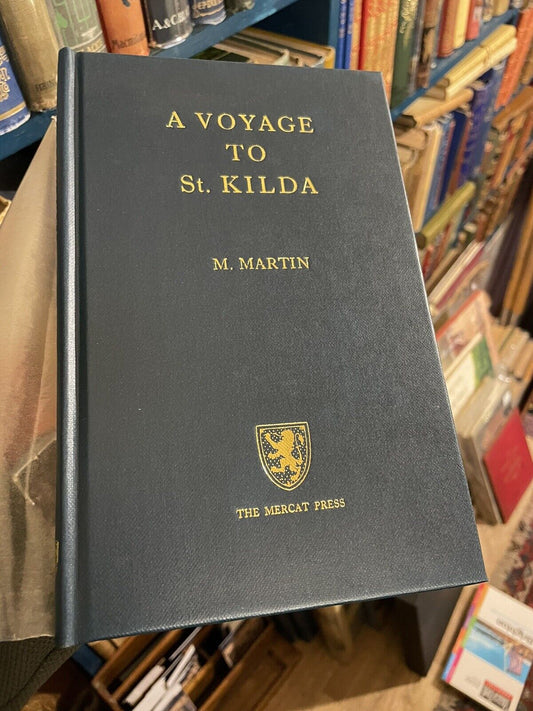 A VOYAGE
TO
St. KILDA
M. MARTIN
THE MERCAT PRESS